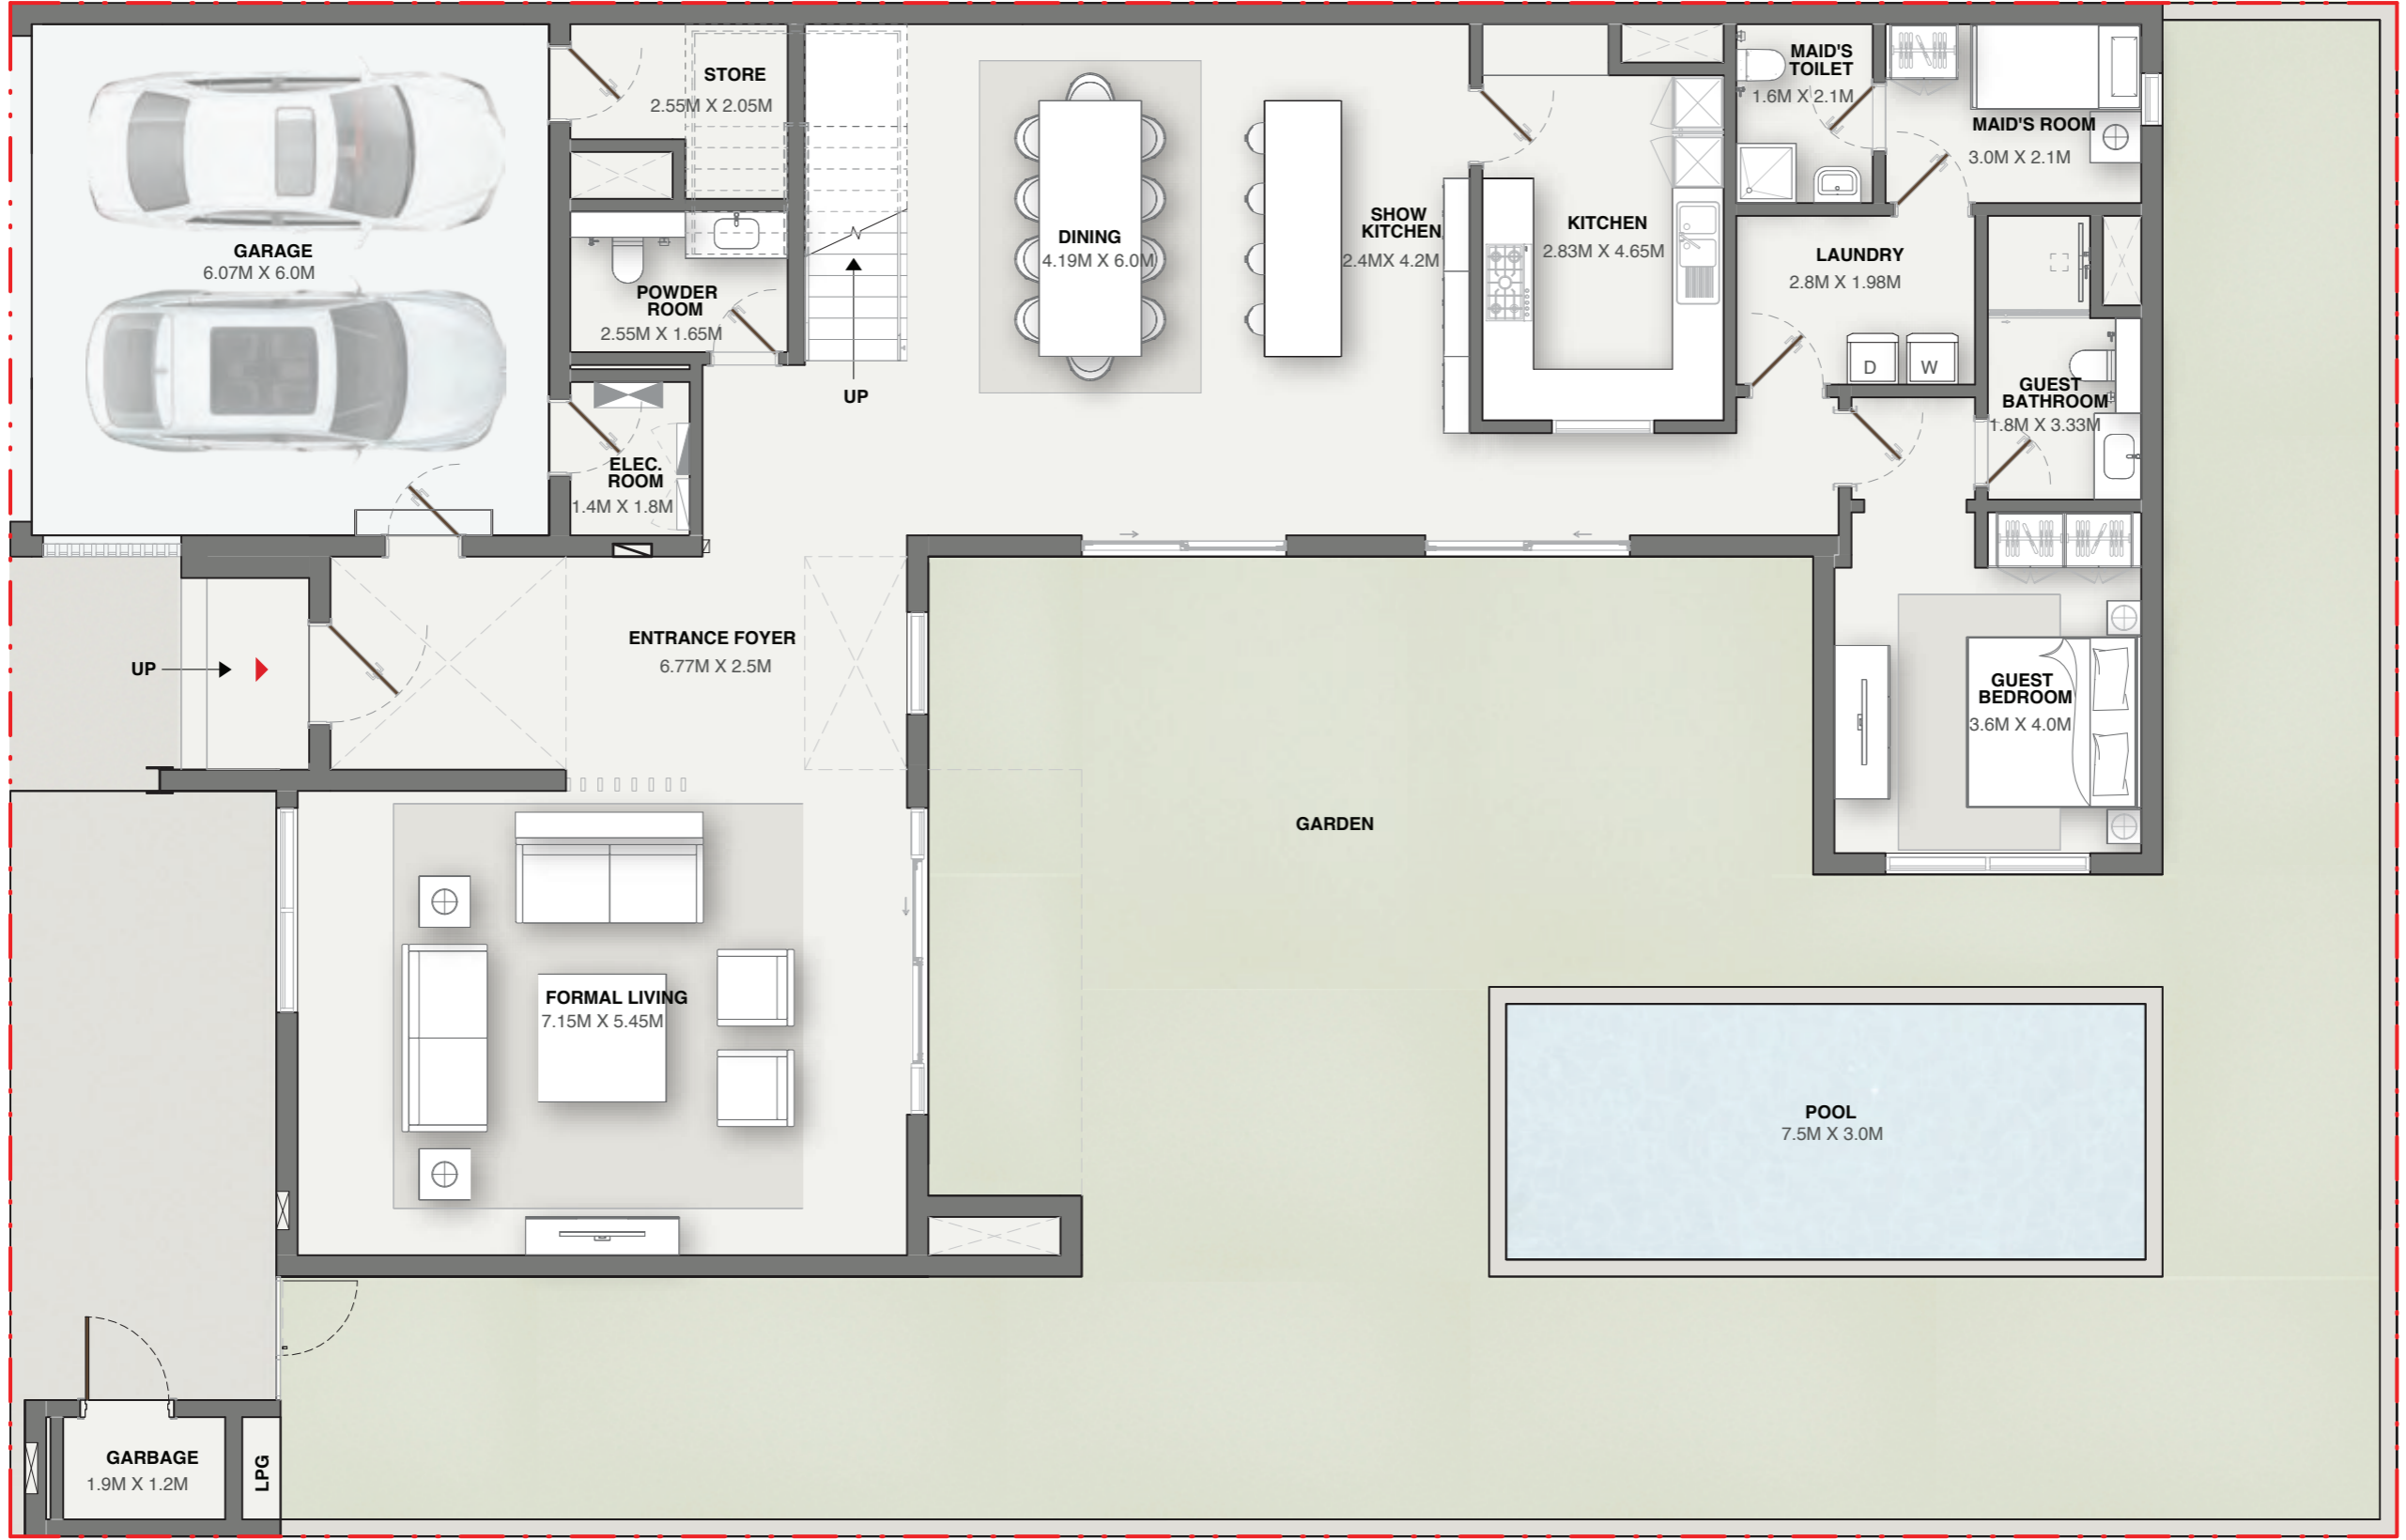 STORE
2.55M X 2.05M
MAID'S
TOILET
1.6M X 2.1M
MAID'S ROOM
3.0M X 2.1M
GARAGE
6.07M X 6.0M
POWDER
ROOM
2.55M X 1.65M
UP
DINING
4.19M X 6.0M
SHOW
KITCHEN
2.4MX 4.2M
KITCHEN
2.83M X 4.65M
LAUNDRY
2.8M X 1.98M
D
W
GUEST
BATHROOM
1.8M X 3.33M
ELEC.
ROOM
1.4M X 1.8M
UP
ENTRANCE FOYER
6.77M X 2.5M
GUEST
BEDROOM
3.6M X 4.0M
GARDEN
FORMAL LIVING
7.15M X 5.45M
POOL
7.5M X 3.0M
GARBAGE
1.9M X 1.2M
LPG